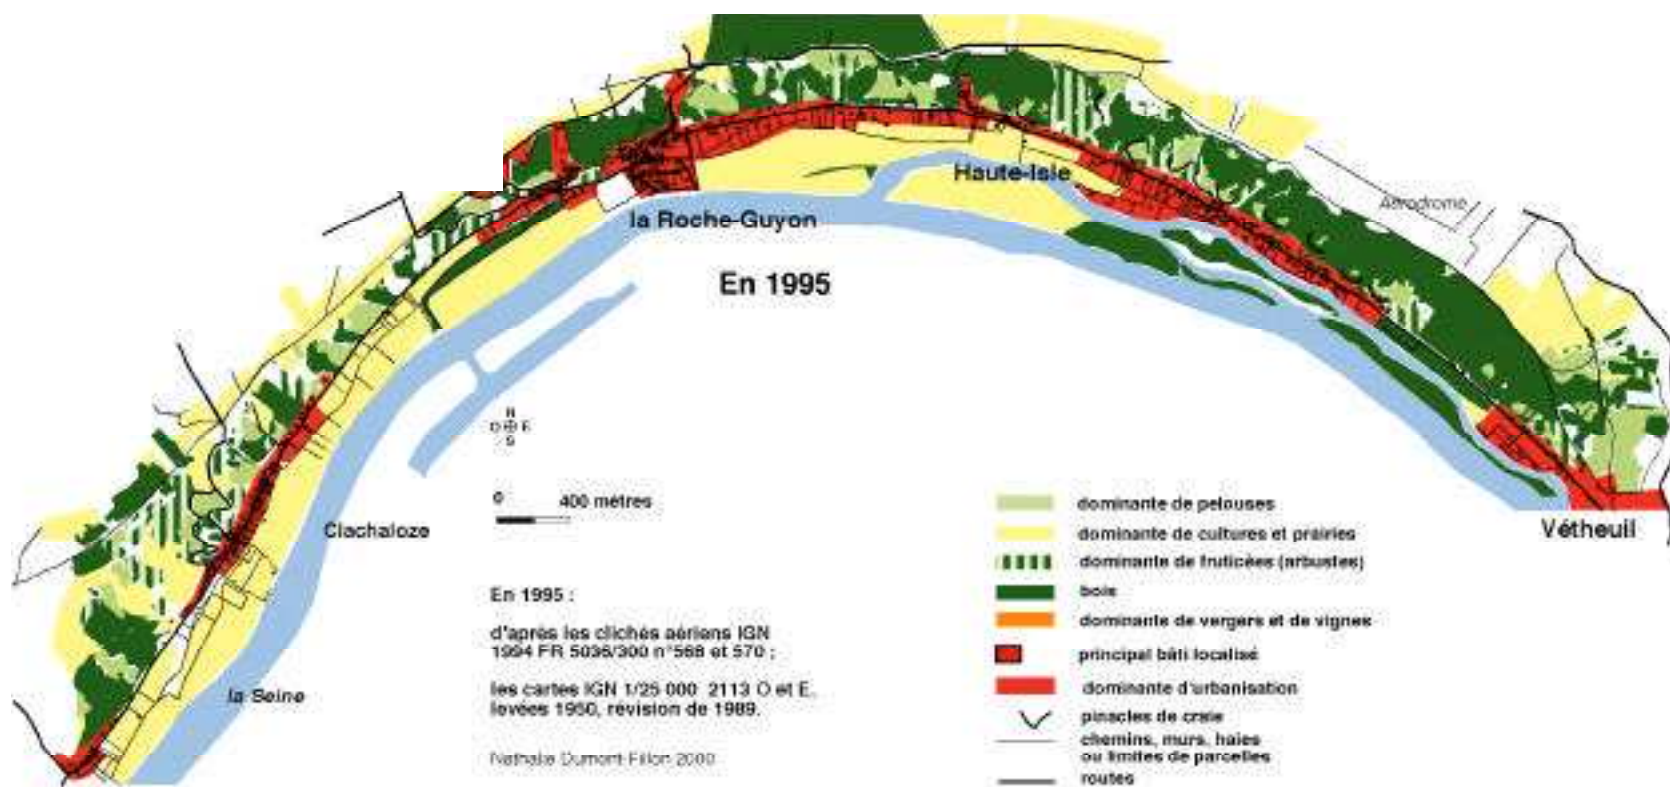 Aérodrome
Haute-Isle
la Roche-Guyon
En 1995
N
O E
S
0 400 mètres
Clachaloze
Vétheuil
la Seine
En 1995 :
d'après les clichés aériens IGN
1994 FR 5036/300 n°568 et 570 ;
les cartes IGN 1/25 000 2113 O et E,
levées 1950, révision de 1989.
Nathalie Dumont-Fillon 2000
dominante de pelouses
dominante de cultures et prairies
dominante de fruticées (arbustes)
bois
dominante de vergers et de vignes
principal bâti localisé
dominante d'urbanisation
pinacles de craie
chemins, murs, haies
ou limites de parcelles
routes